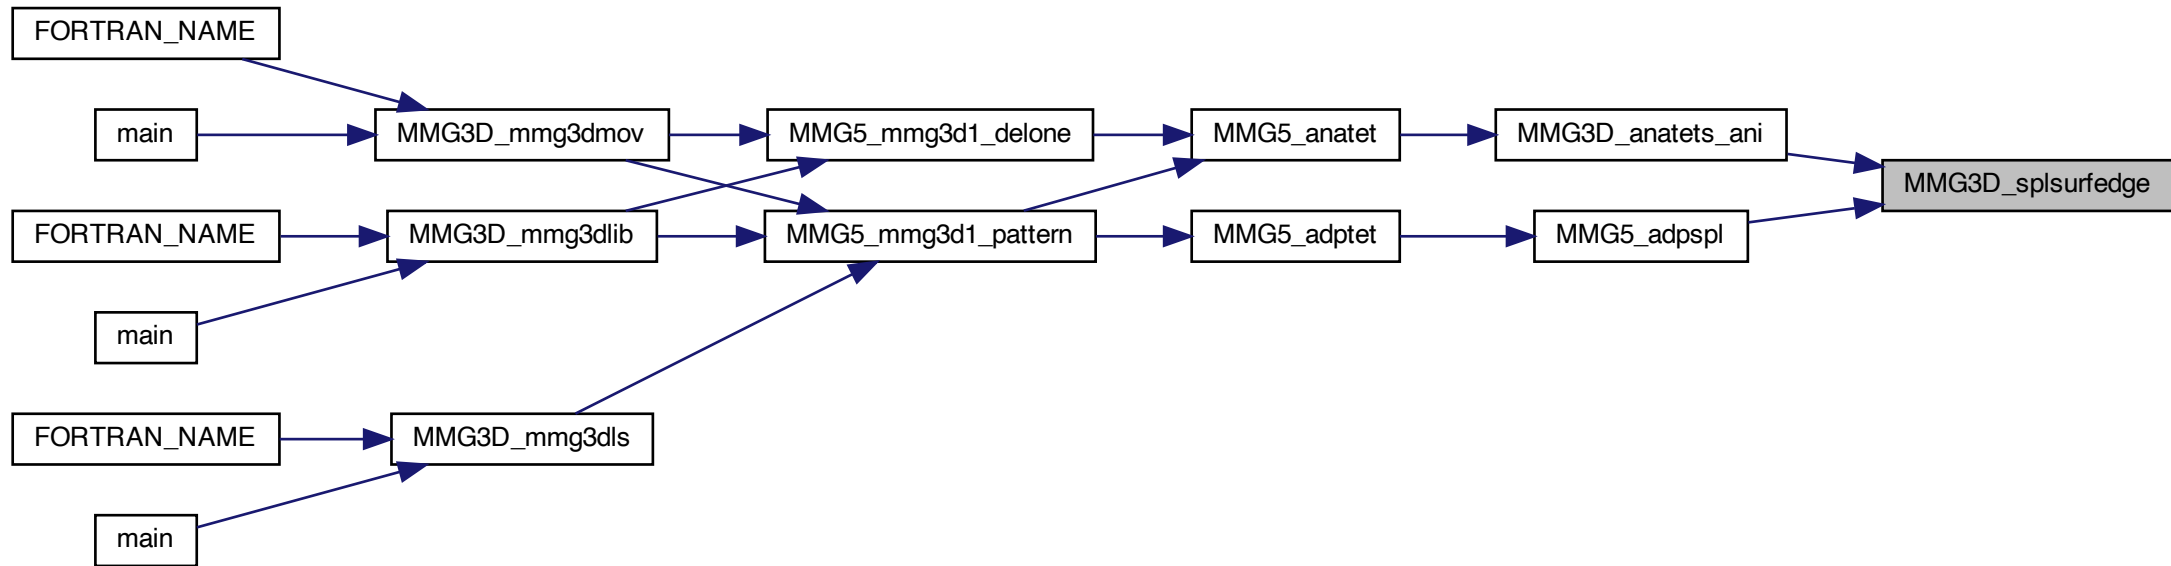 FORTRAN_NAME
main
MMG3D_mmg3dmov
MMG5_mmg3d1_delone
MMG5_anatet
MMG3D_anatets_ani
MMG3D_splsurfedge
FORTRAN_NAME
MMG3D_mmg3dlib
MMG5_mmg3d1_pattern
MMG5_adptet
MMG5_adpspl
main
FORTRAN_NAME
MMG3D_mmg3dls
main